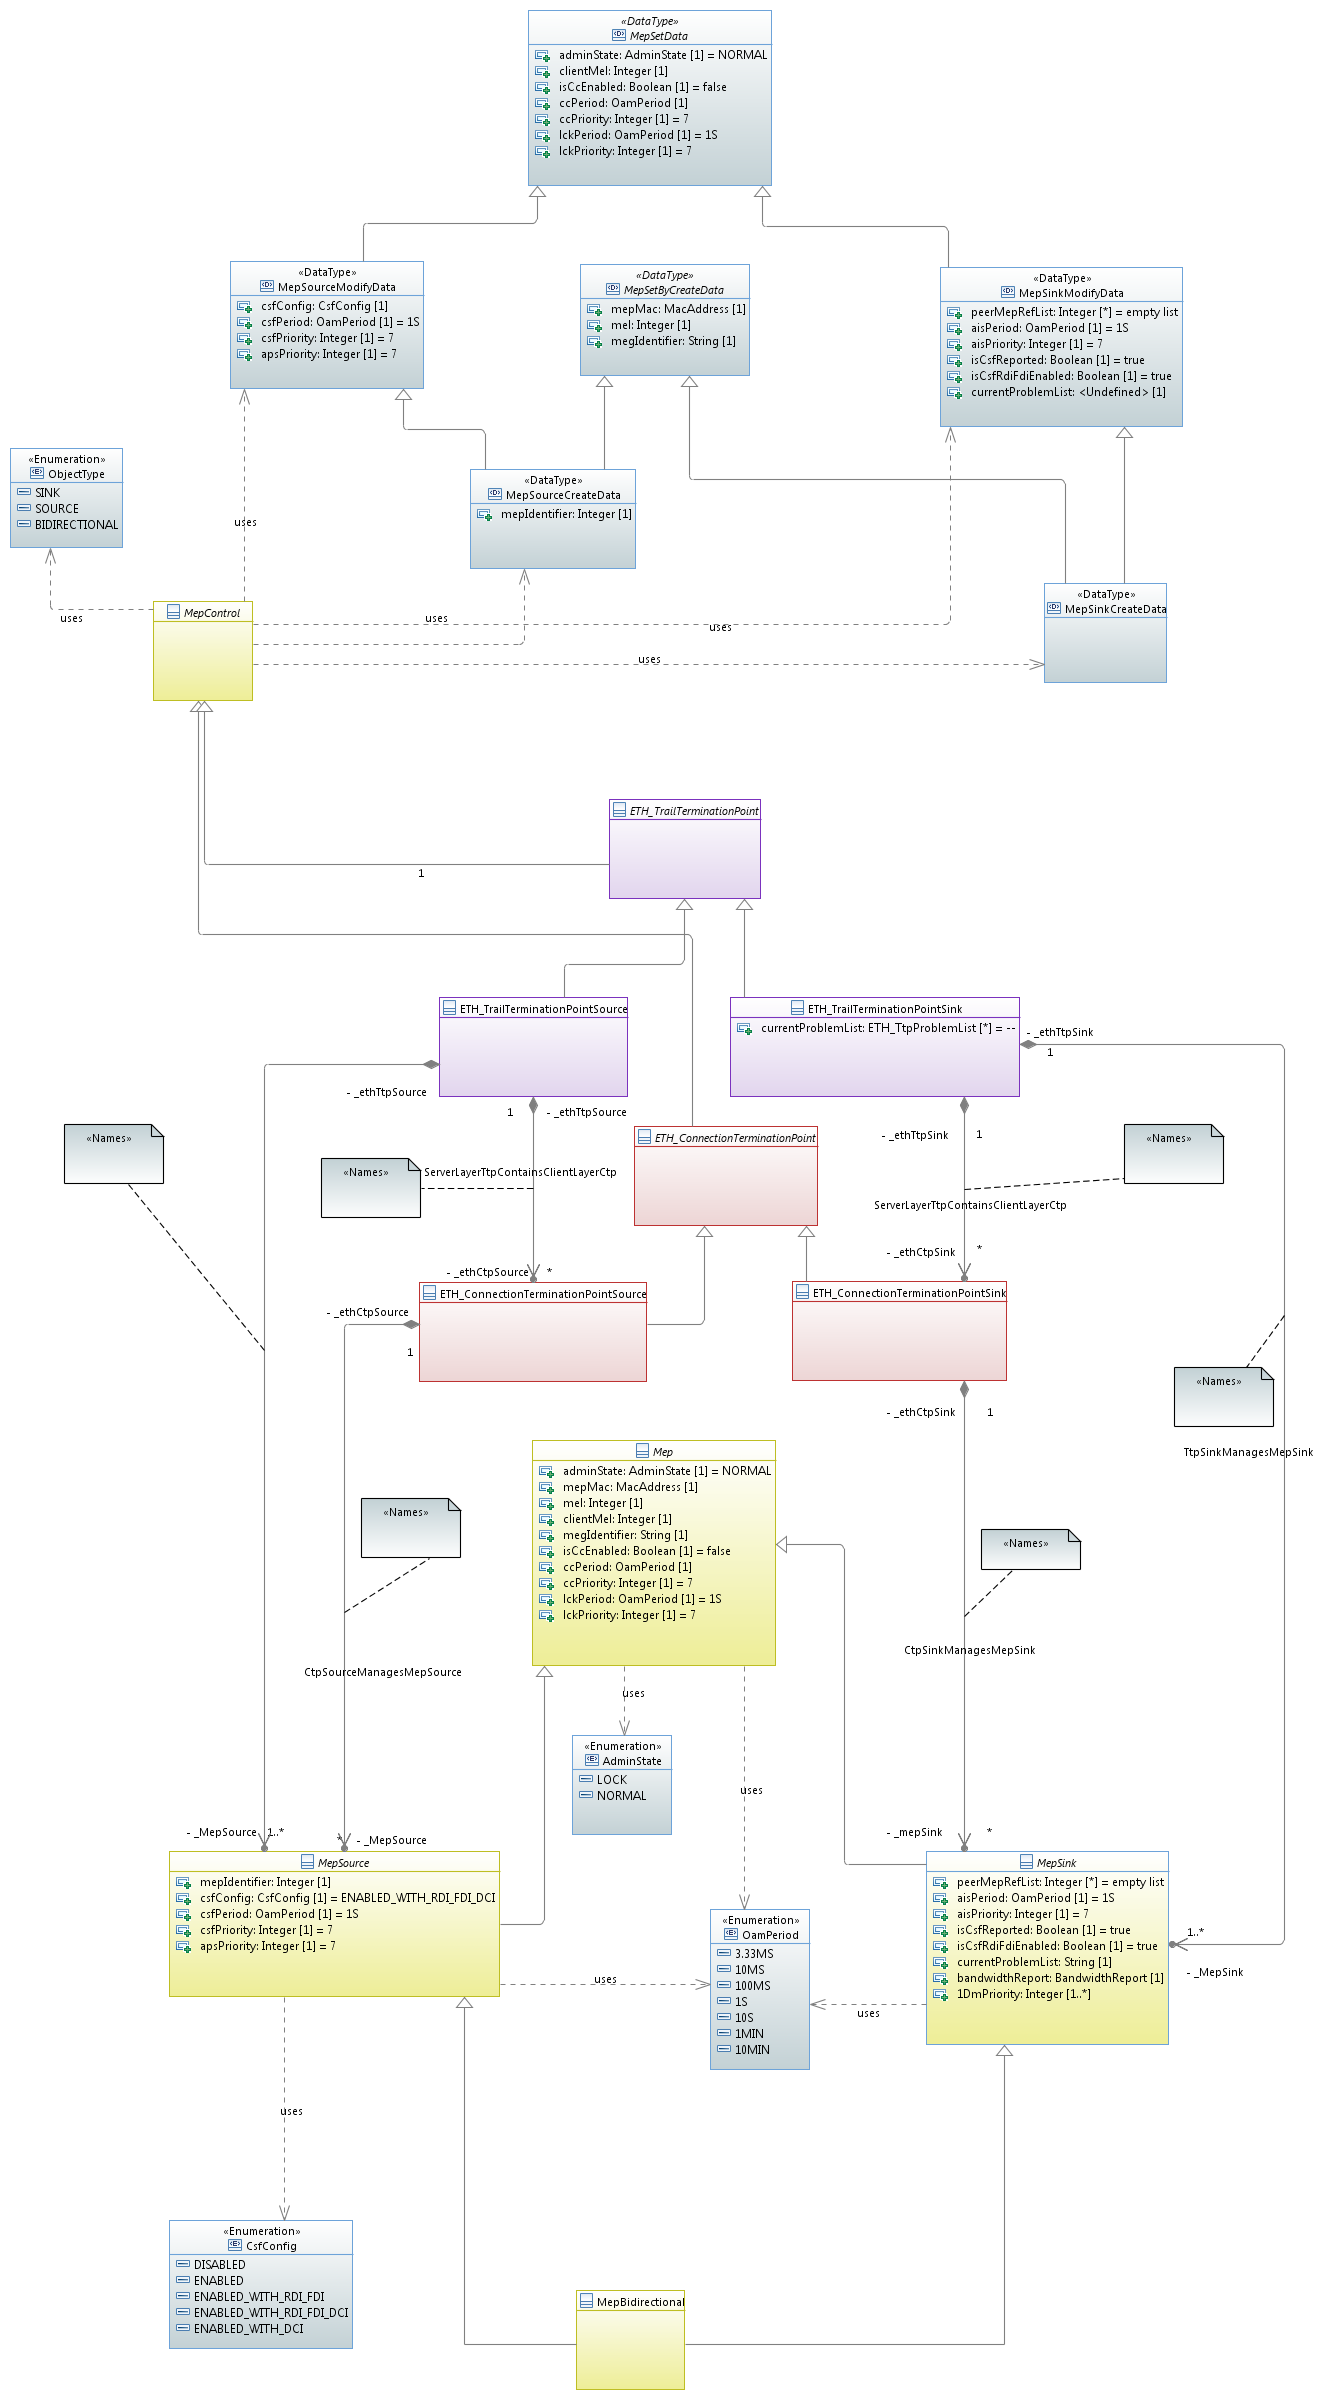 «DataType»
MepSetData
adminState: AdminState [1] = NORMAL
clientMel: Integer [1]
isCcEnabled: Boolean [1] = false
ccPeriod: OamPeriod [1]
ccPriority: Integer [1] = 7
lckPeriod: OamPeriod [1] = 1S
lckPriority: Integer [1] = 7
«DataType»
MepSourceModifyData
csfConfig: CsfConfig [1]
csfPeriod: OamPeriod [1] = 1S
csfPriority: Integer [1] = 7
apsPriority: Integer [1] = 7
«DataType»
MepSetByCreateData
mepMac: MacAddress [1]
mel: Integer [1]
megIdentifier: String [1]
«DataType»
MepSinkModifyData
peerMepRefList: Integer [*] = empty list
aisPeriod: OamPeriod [1] = 1S
aisPriority: Integer [1] = 7
isCsfReported: Boolean [1] = true
isCsfRdiFdiEnabled: Boolean [1] = true
currentProblemList: <Undefined> [1]
«Enumeration»
ObjectType
SINK
SOURCE
BIDIRECTIONAL
«DataType»
MepSourceCreateData
mepIdentifier: Integer [1]
uses
«DataType»
MepSinkCreateData
MepControl
uses
uses
uses
uses
ETH_TrailTerminationPoint
1
ETH_TrailTerminationPointSource
ETH_TrailTerminationPointSink
currentProblemList: ETH_TtpProblemList [*] = --
- _ethTtpSink
1
- _ethTtpSource
1
- _ethTtpSource
- _ethTtpSink
1
ETH_ConnectionTerminationPoint
«Names»
«Names»
ServerLayerTtpContainsClientLayerCtp
«Names»
ServerLayerTtpContainsClientLayerCtp
- _ethCtpSink
*
- _ethCtpSource
*
ETH_ConnectionTerminationPointSource
ETH_ConnectionTerminationPointSink
- _ethCtpSource
1
«Names»
- _ethCtpSink
1
TtpSinkManagesMepSink
Mep
adminState: AdminState [1] = NORMAL
mepMac: MacAddress [1]
mel: Integer [1]
clientMel: Integer [1]
megIdentifier: String [1]
isCcEnabled: Boolean [1] = false
ccPeriod: OamPeriod [1]
ccPriority: Integer [1] = 7
lckPeriod: OamPeriod [1] = 1S
lckPriority: Integer [1] = 7
«Names»
«Names»
CtpSinkManagesMepSink
CtpSourceManagesMepSource
uses
«Enumeration»
AdminState
LOCK
NORMAL
uses
- _MepSource
1..*
*
- _MepSource
- _mepSink
*
MepSource
mepIdentifier: Integer [1]
csfConfig: CsfConfig [1] = ENABLED_WITH_RDI_FDI_DCI
csfPeriod: OamPeriod [1] = 1S
csfPriority: Integer [1] = 7
apsPriority: Integer [1] = 7
MepSink
peerMepRefList: Integer [*] = empty list
aisPeriod: OamPeriod [1] = 1S
aisPriority: Integer [1] = 7
isCsfReported: Boolean [1] = true
isCsfRdiFdiEnabled: Boolean [1] = true
currentProblemList: String [1]
bandwidthReport: BandwidthReport [1]
1DmPriority: Integer [1..*]
1..*
- _MepSink
«Enumeration»
OamPeriod
3.33MS
10MS
100MS
1S
10S
1MIN
10MIN
uses
uses
uses
«Enumeration»
CsfConfig
DISABLED
ENABLED
ENABLED_WITH_RDI_FDI
ENABLED_WITH_RDI_FDI_DCI
ENABLED_WITH_DCI
MepBidirectional